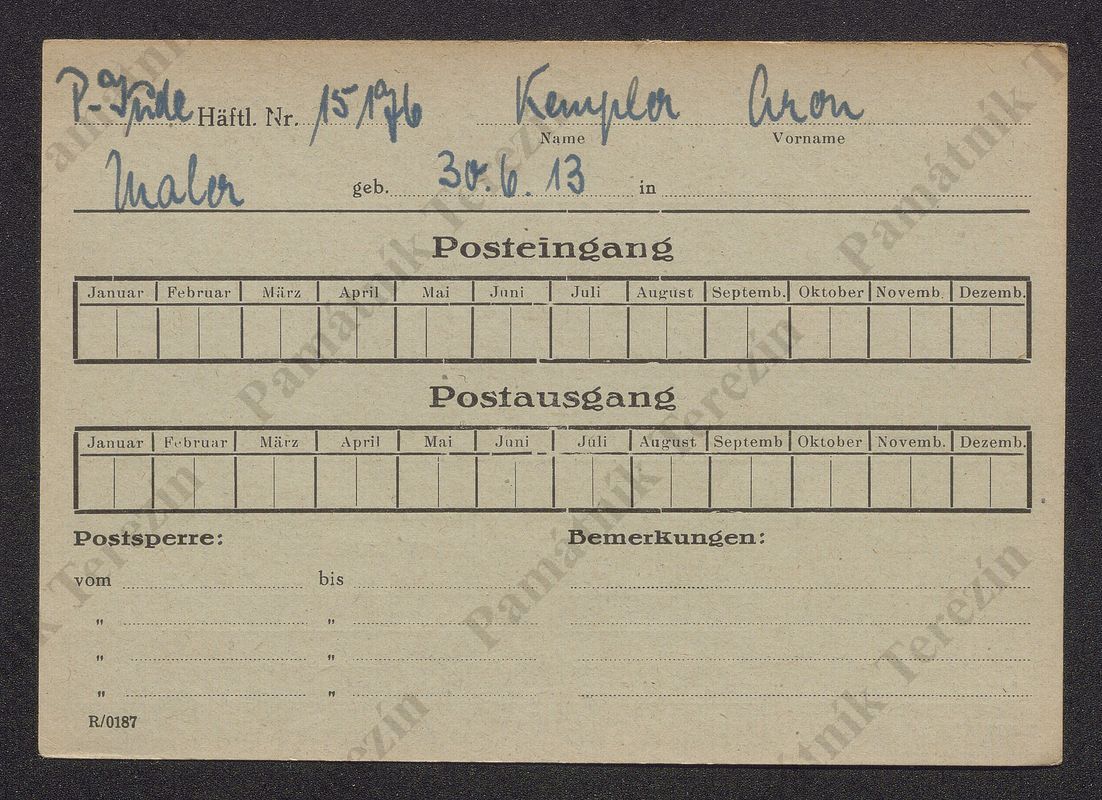 P-Jude Häftl. Nr. 15176 Kempler Aron
Name Vorname
Maler geb. 30.6.13 in
Posteingang
Januar Februar März April Mai Juni Juli August Septemb. Oktober Novemb. Dezemb.
Postausgang
Januar Februar März April Mai Juni Juli August Septemb Oktober Novemb. Dezemb.
Postsperre: Bemerkungen:
vom bis
" "
" "
" "
R/0187
Památník Terezín